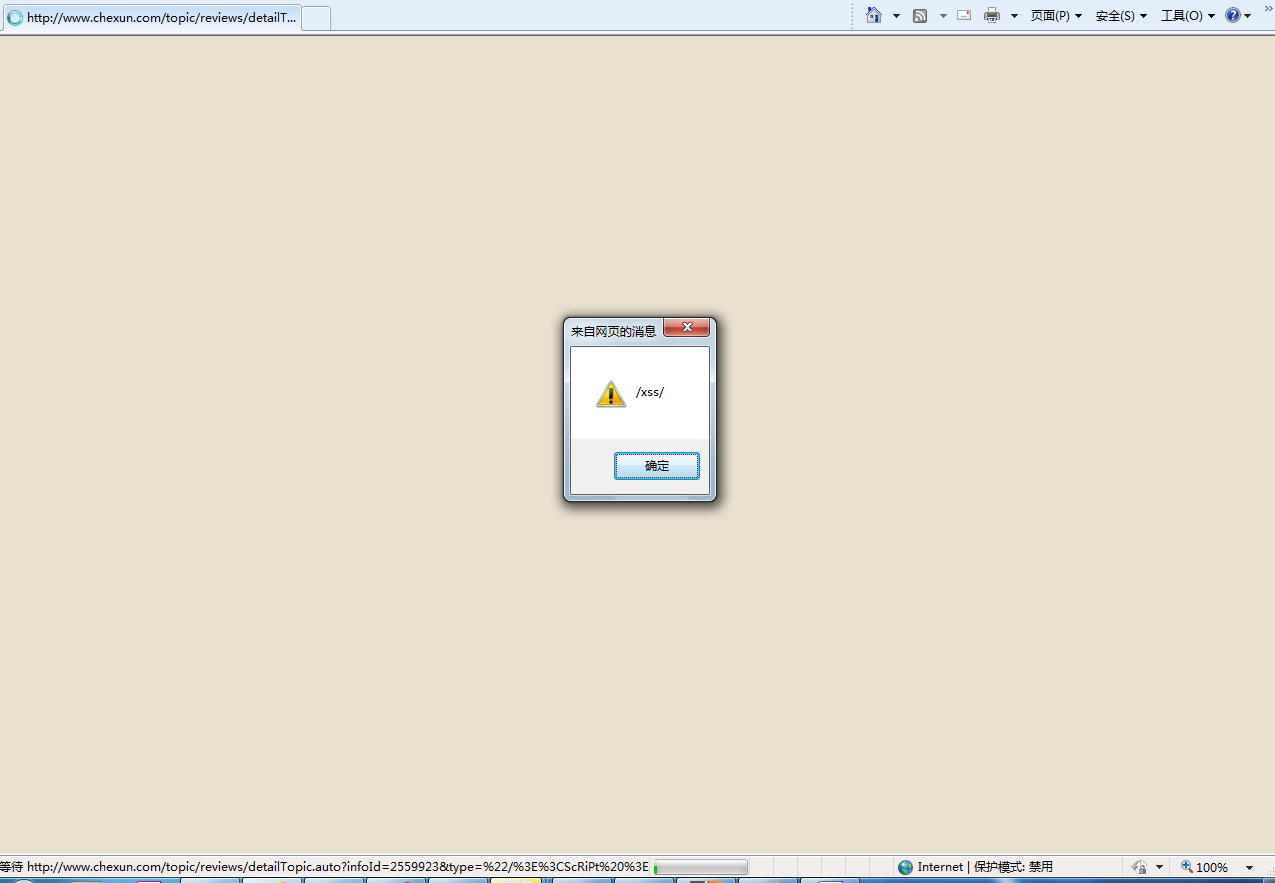 http://www.chexun.com/topic/reviews/detailT...
页面(P) 安全(S) 工具(O)
来自网页的消息
/xss/
确定
等待 http://www.chexun.com/topic/reviews/detailTopic.auto?infoId=2559923&type=%22/%3E%3CScRiPt%20%3E
Internet | 保护模式: 禁用
100%